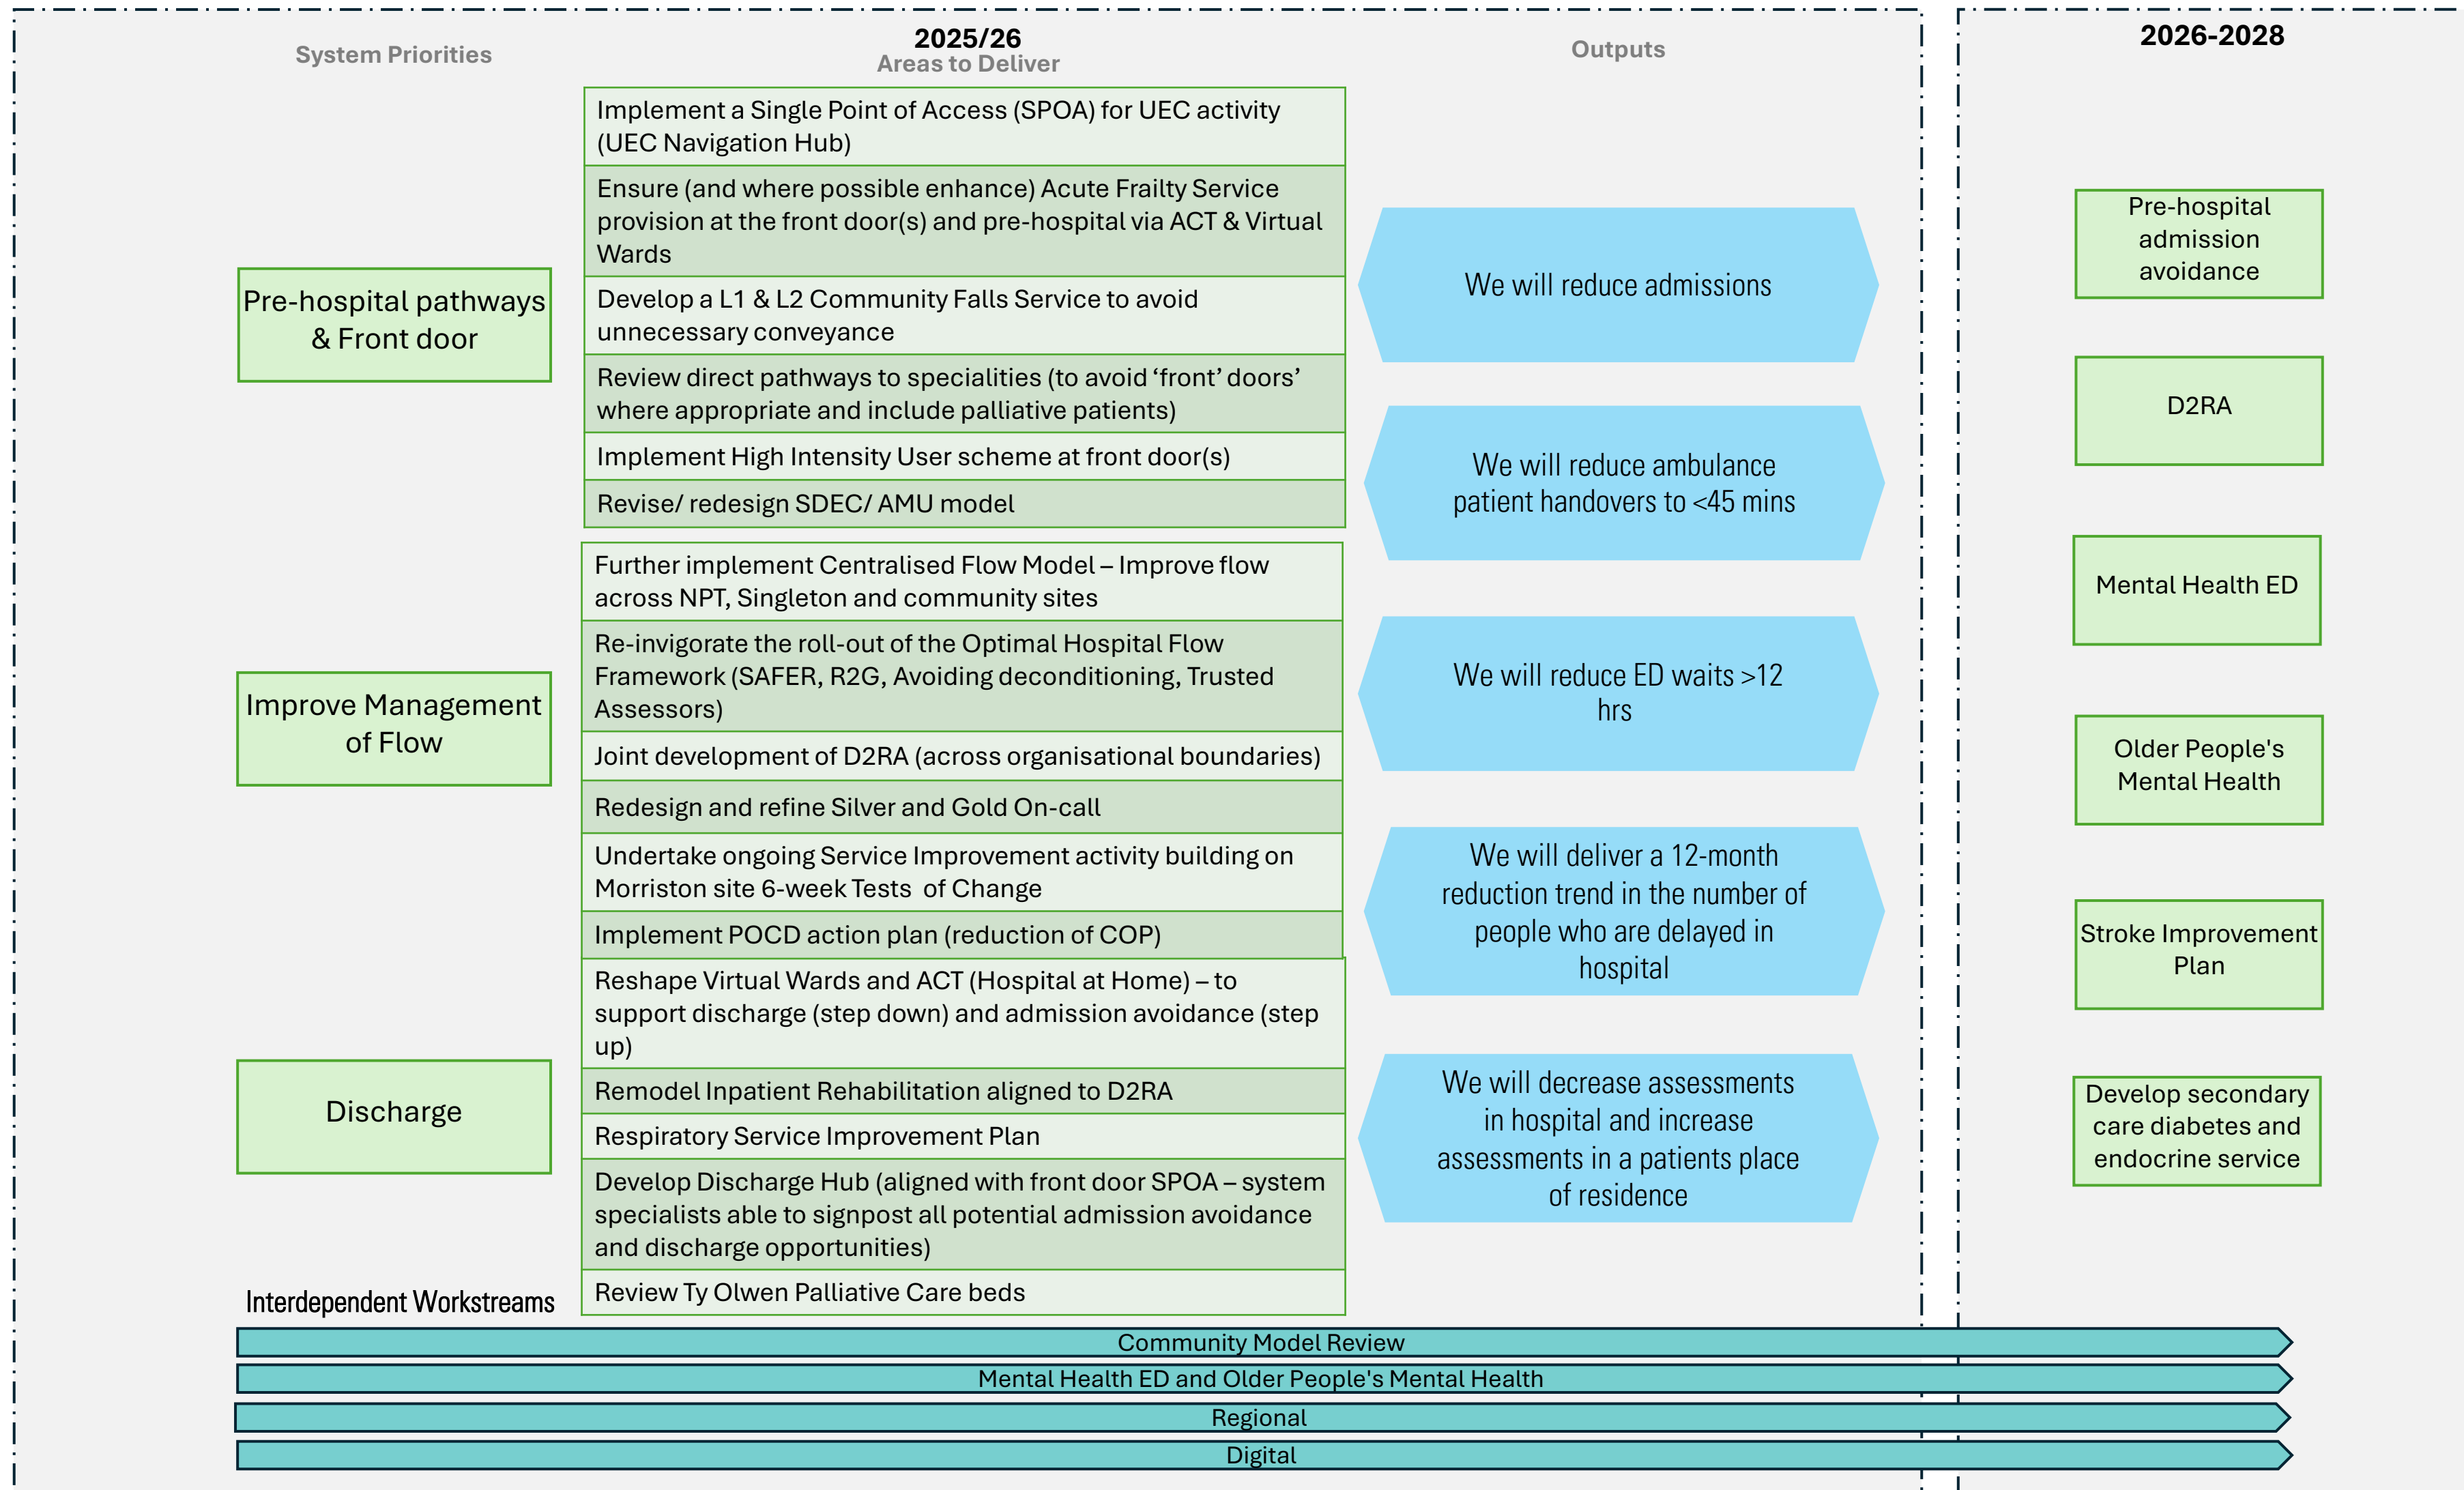 System Priorities
2025/26
Areas to Deliver
Outputs
2026-2028
Pre-hospital pathways
& Front door
Implement a Single Point of Access (SPOA) for UEC activity
(UEC Navigation Hub)
Ensure (and where possible enhance) Acute Frailty Service
provision at the front door(s) and pre-hospital via ACT & Virtual
Wards
Develop a L1 & L2 Community Falls Service to avoid
unnecessary conveyance
Review direct pathways to specialities (to avoid ‘front’ doors’
where appropriate and include palliative patients)
Implement High Intensity User scheme at front door(s)
Revise/ redesign SDEC/ AMU model
Improve Management
of Flow
Further implement Centralised Flow Model – Improve flow
across NPT, Singleton and community sites
Re-invigorate the roll-out of the Optimal Hospital Flow
Framework (SAFER, R2G, Avoiding deconditioning, Trusted
Assessors)
Joint development of D2RA (across organisational boundaries)
Redesign and refine Silver and Gold On-call
Undertake ongoing Service Improvement activity building on
Morriston site 6-week Tests  of Change
Implement POCD action plan (reduction of COP)
Discharge
Reshape Virtual Wards and ACT (Hospital at Home) – to
support discharge (step down) and admission avoidance (step
up)
Remodel Inpatient Rehabilitation aligned to D2RA
Respiratory Service Improvement Plan
Develop Discharge Hub (aligned with front door SPOA – system
specialists able to signpost all potential admission avoidance
and discharge opportunities)
Review Ty Olwen Palliative Care beds
We will reduce admissions
We will reduce ambulance
patient handovers to <45 mins
We will reduce ED waits >12
hrs
We will deliver a 12-month
reduction trend in the number of
people who are delayed in
hospital
We will decrease assessments
in hospital and increase
assessments in a patients place
of residence
Pre-hospital
admission
avoidance
D2RA
Mental Health ED
Older People's
Mental Health
Stroke Improvement
Plan
Develop secondary
care diabetes and
endocrine service
Interdependent Workstreams
Community Model Review
Mental Health ED and Older People's Mental Health
Regional
Digital